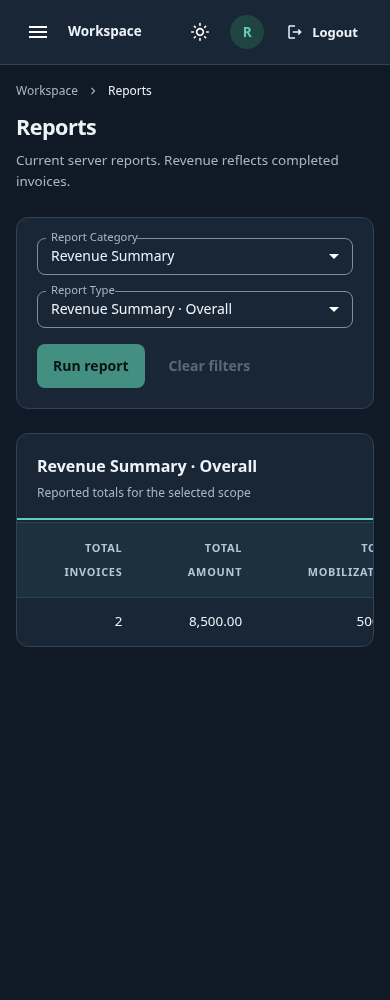 Workspace
R
Logout
Workspace > Reports
Reports
Current server reports. Revenue reflects completed
invoices.
Report Category
Revenue Summary
Report Type
Revenue Summary · Overall
Run report
Clear filters
Revenue Summary · Overall
Reported totals for the selected scope
TOTAL INVOICES
TOTAL AMOUNT
2
8,500.00